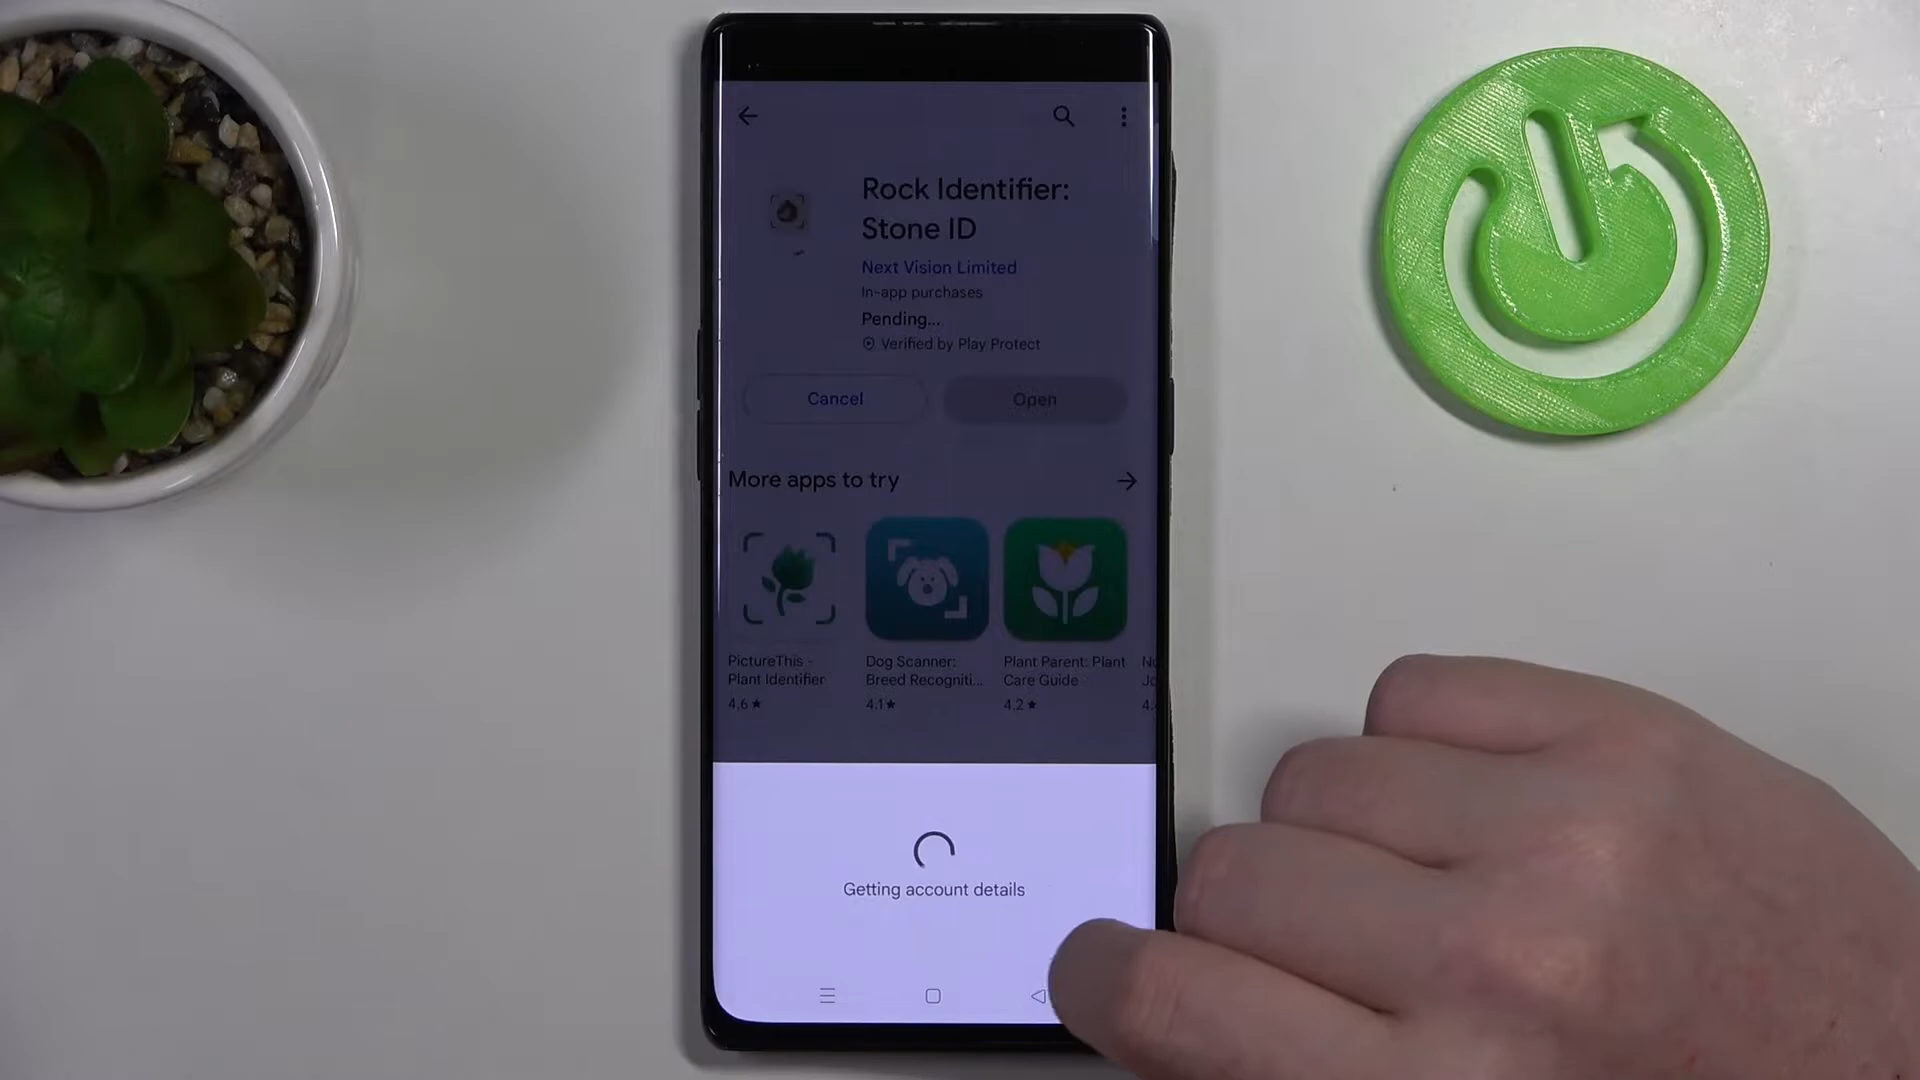 Rock Identifier:
Stone ID
Next Vision Limited
In-app purchases
Pending...
Verified by Play Protect
Cancel
Open
More apps to try
PictureThis -
Plant Identifier
4.6★
Dog Scanner:
Breed Recogniti...
4.1★
Plant Parent: Plant
Care Guide
4.2★
Getting account details